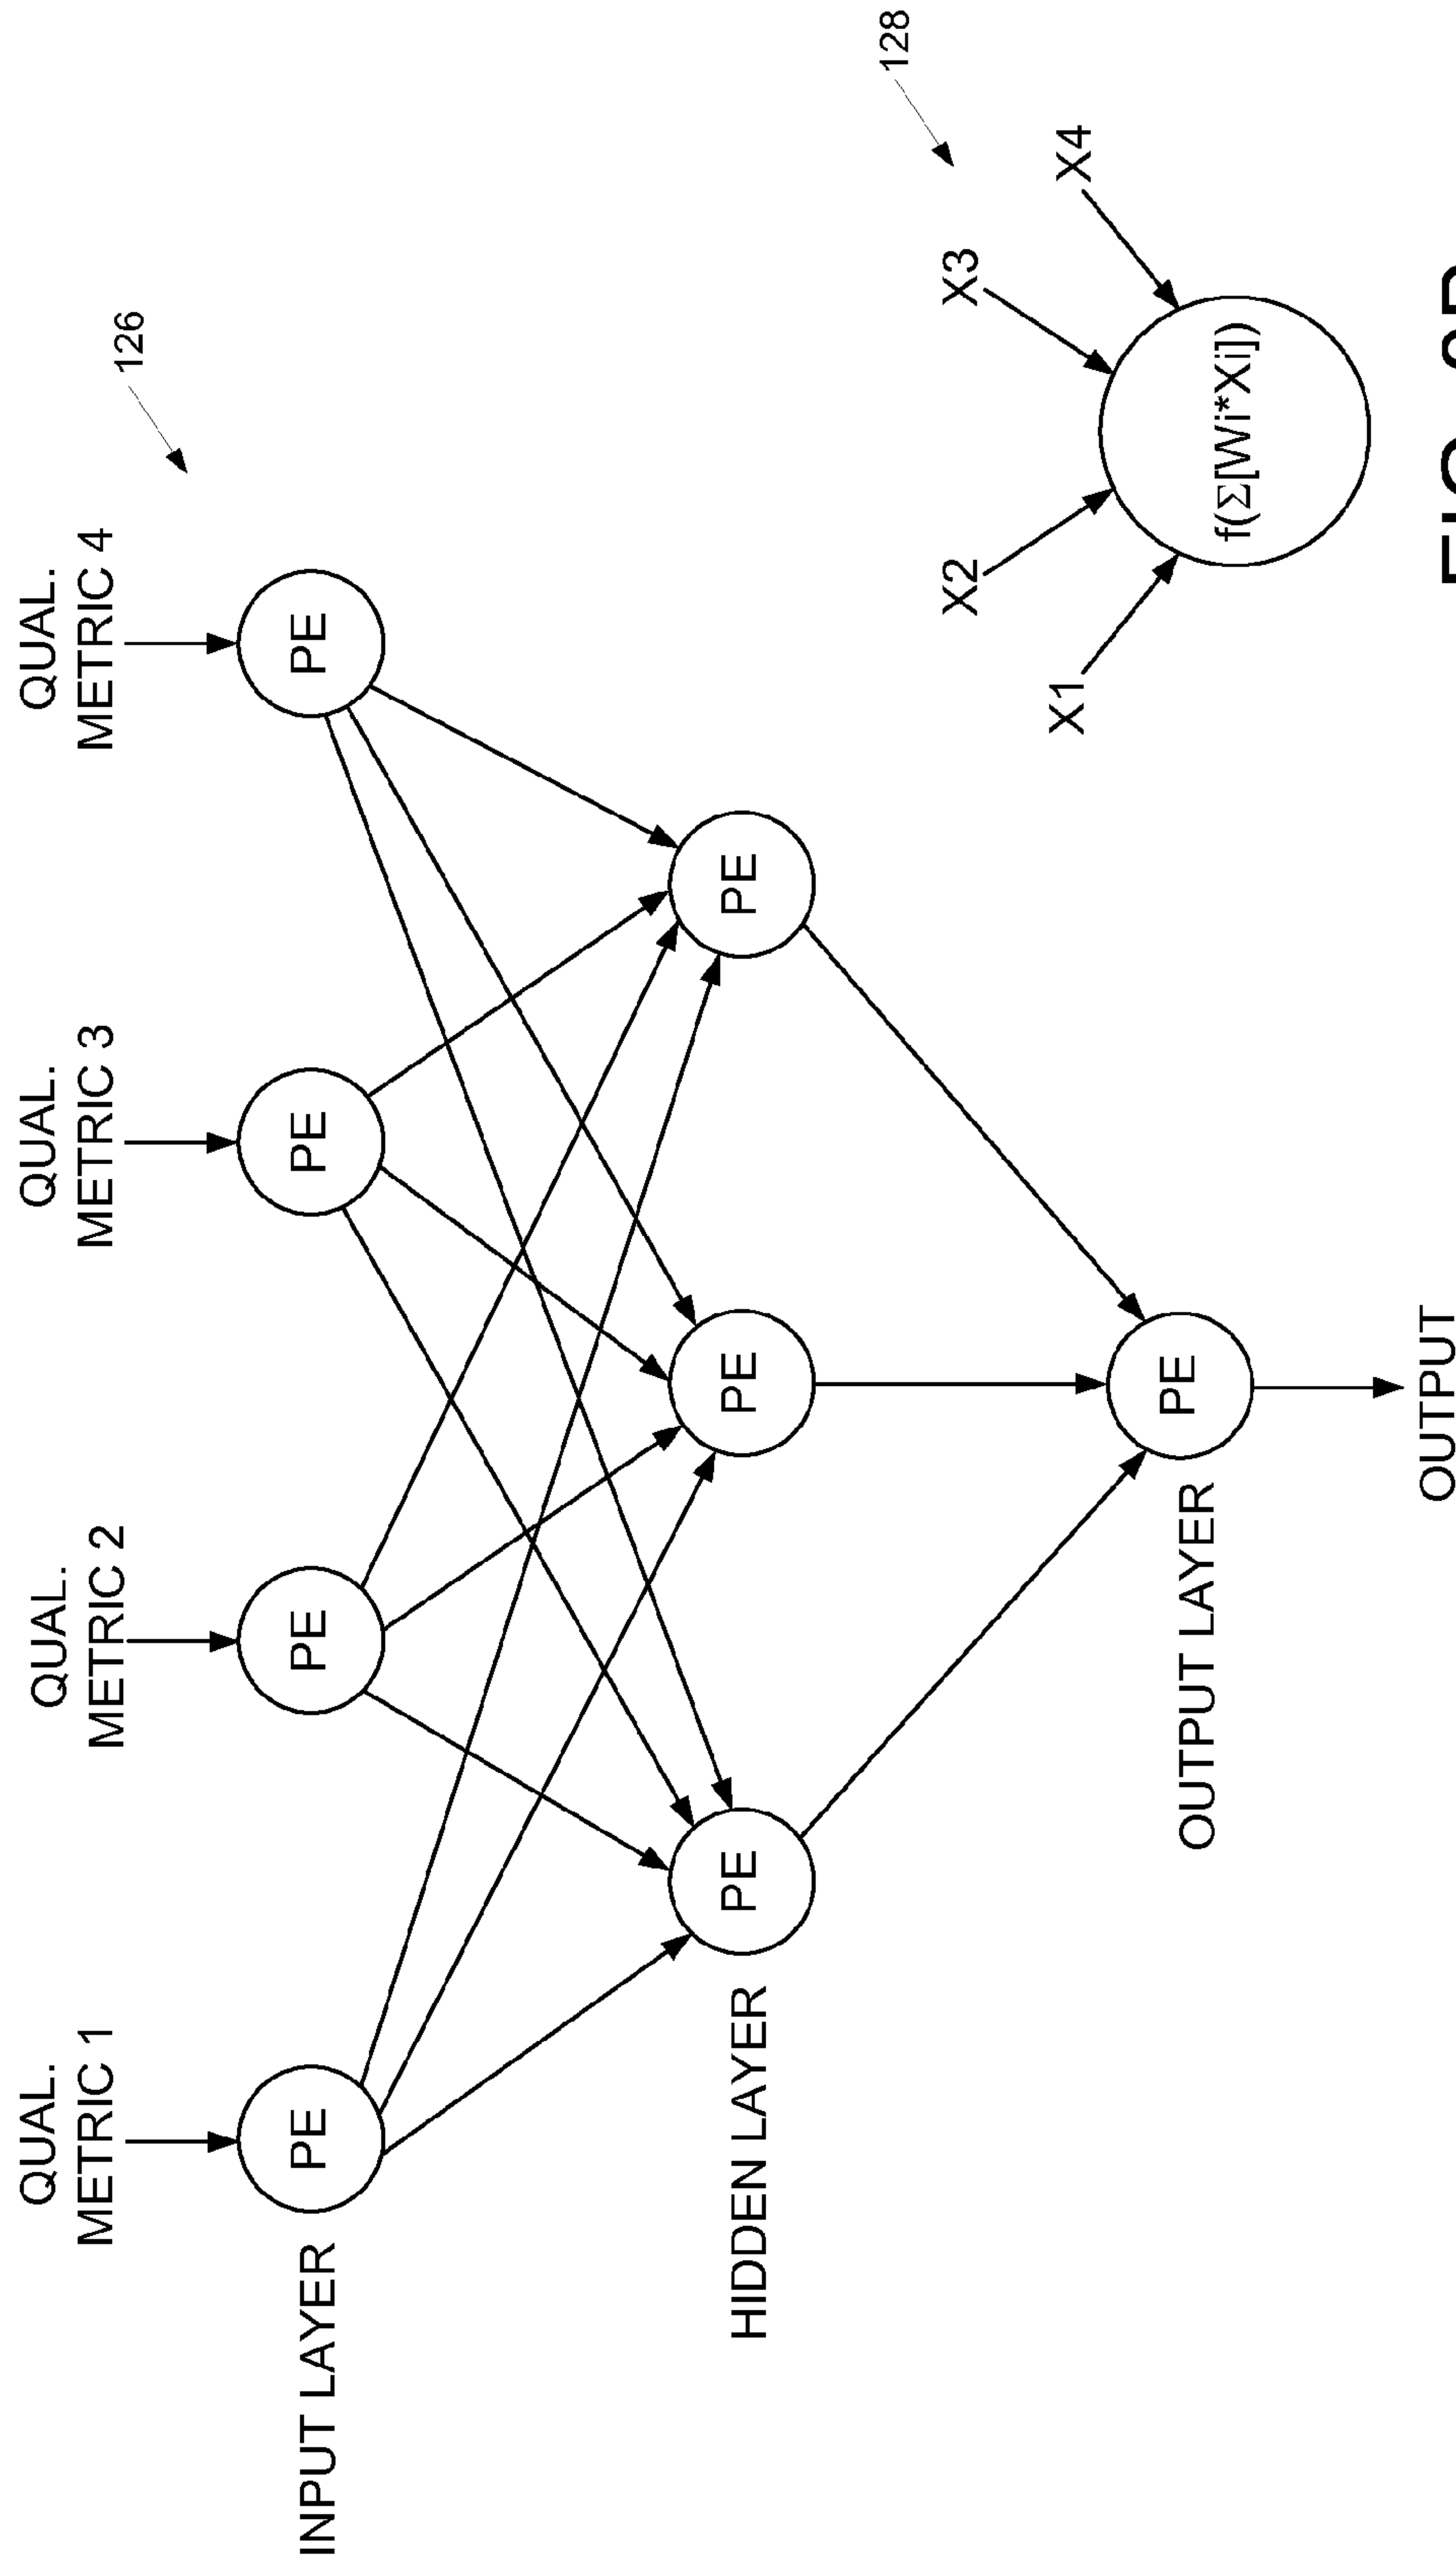 QUAL.
METRIC 1
QUAL.
METRIC 2
QUAL.
METRIC 3
QUAL.
METRIC 4
126
INPUT LAYER
PE
PE
PE
PE
HIDDEN LAYER
PE
PE
PE
OUTPUT LAYER
PE
OUTPUT
128
X1
X2
X3
X4
f(Σ[Wi*Xi])